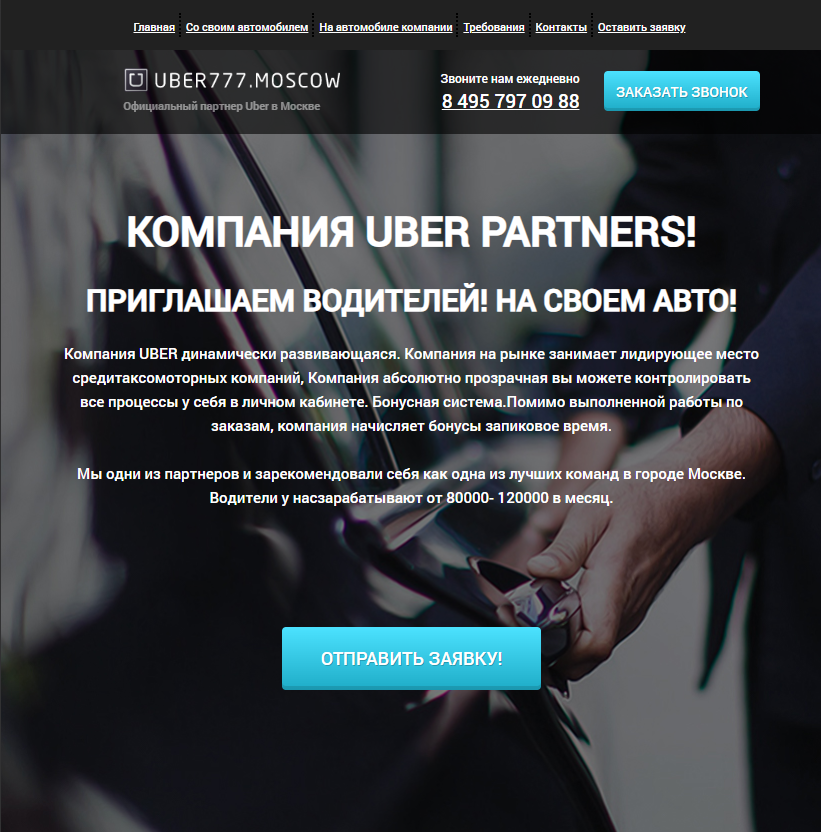 Главная Со своим автомобилем На автомобиле компании Требования Контакты Оставить заявку
UBER777.MOSCOW
Официальный партнер Uber в Москве
Звоните нам ежедневно
8 495 797 09 88
ЗАКАЗАТЬ ЗВОНОК
КОМПАНИЯ UBER PARTNERS!
ПРИГЛАШАЕМ ВОДИТЕЛЕЙ! НА СВОЕМ АВТО!
Компания UBER динамически развивающаяся. Компания на рынке занимает лидирующее место
средитаксомоторных компаний, Компания абсолютно прозрачная вы можете контролировать
все процессы у себя в личном кабинете. Бонусная система.Помимо выполненной работы по
заказам, компания начисляет бонусы запиковое время.
Мы одни из партнеров и зарекомендовали себя как одна из лучших команд в городе Москве.
Водители у насзарабатывают от 80000- 120000 в месяц.
ОТПРАВИТЬ ЗАЯВКУ!